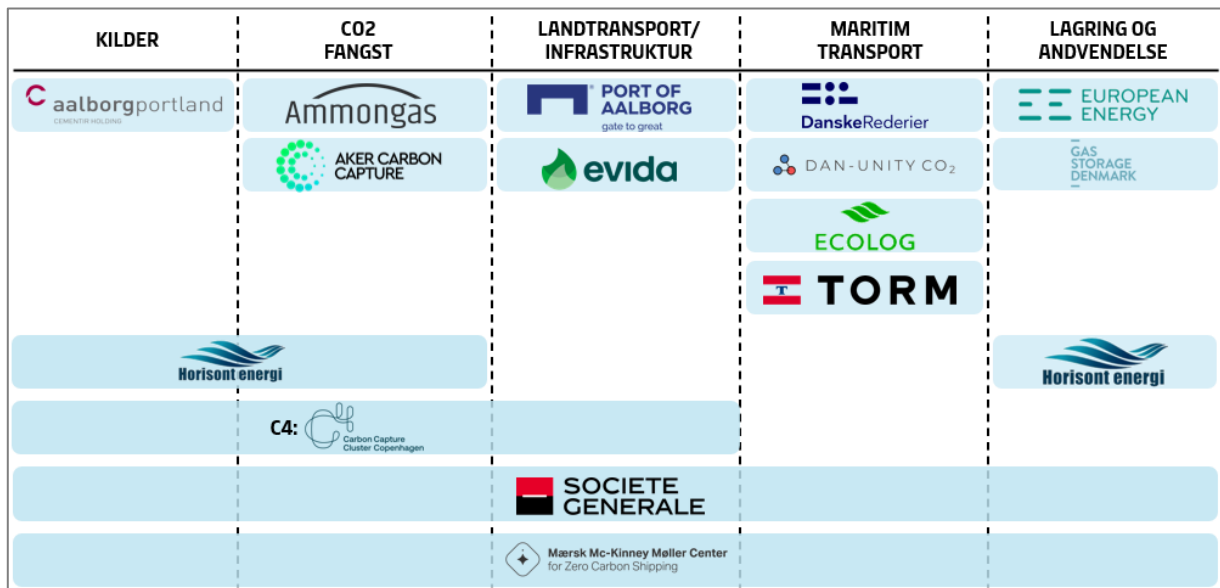 KILDER
CO2
FANGST
LANDTRANSPORT/
INFRASTRUKTUR
MARITIM
TRANSPORT
LAGRING OG
ANDVENDELSE
aalborgportland
CEMENTIR HOLDING
Ammongas
PORT OF
AALBORG
gate to great
DanskeRederier
EUROPEAN
ENERGY
AKER CARBON
CAPTURE
evida
DAN-UNITY CO₂
GAS
STORAGE
DENMARK
ECOLOG
T TORM
Horisont energi
Horisont energi
C4:
Carbon Capture
Cluster Copenhagen
SOCIETE
GENERALE
Mærsk Mc-Kinney Møller Center
for Zero Carbon Shipping